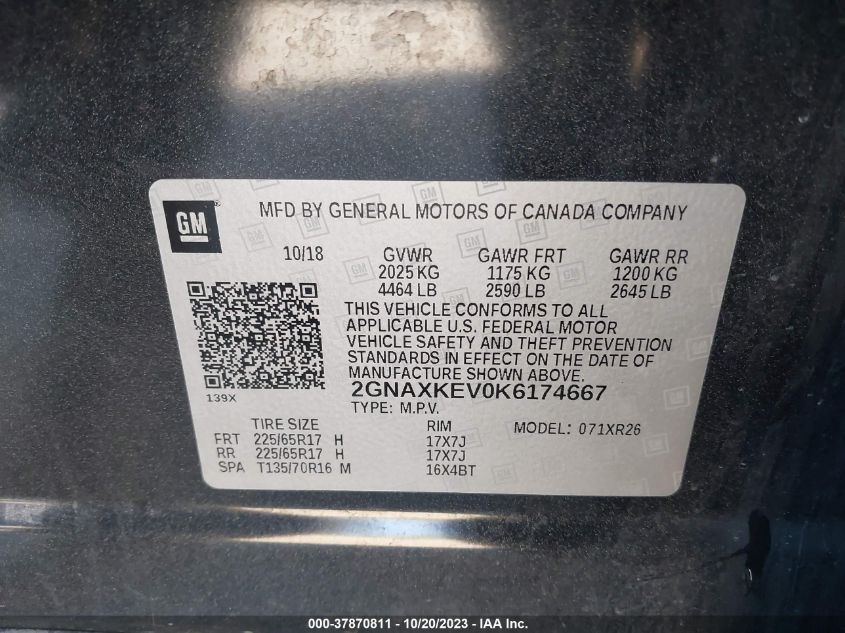 GM
MFD BY GENERAL MOTORS OF CANADA COMPANY
10/18 GVWR GAWR FRT GAWR RR
2025 KG 1175 KG 1200 KG
4464 LB 2590 LB 2645 LB
THIS VEHICLE CONFORMS TO ALL
APPLICABLE U.S. FEDERAL MOTOR
VEHICLE SAFETY AND THEFT PREVENTION
STANDARDS IN EFFECT ON THE DATE OF
MANUFACTURE SHOWN ABOVE.
139X
2GNAXKEV0K6174667
TYPE: M.P.V.
TIRE SIZE RIM MODEL: 071XR26
FRT 225/65R17 H 17X7J
RR 225/65R17 H 17X7J
SPA T135/70R16 M 16X4BT
000-37870811 - 10/20/2023 - IAA Inc.